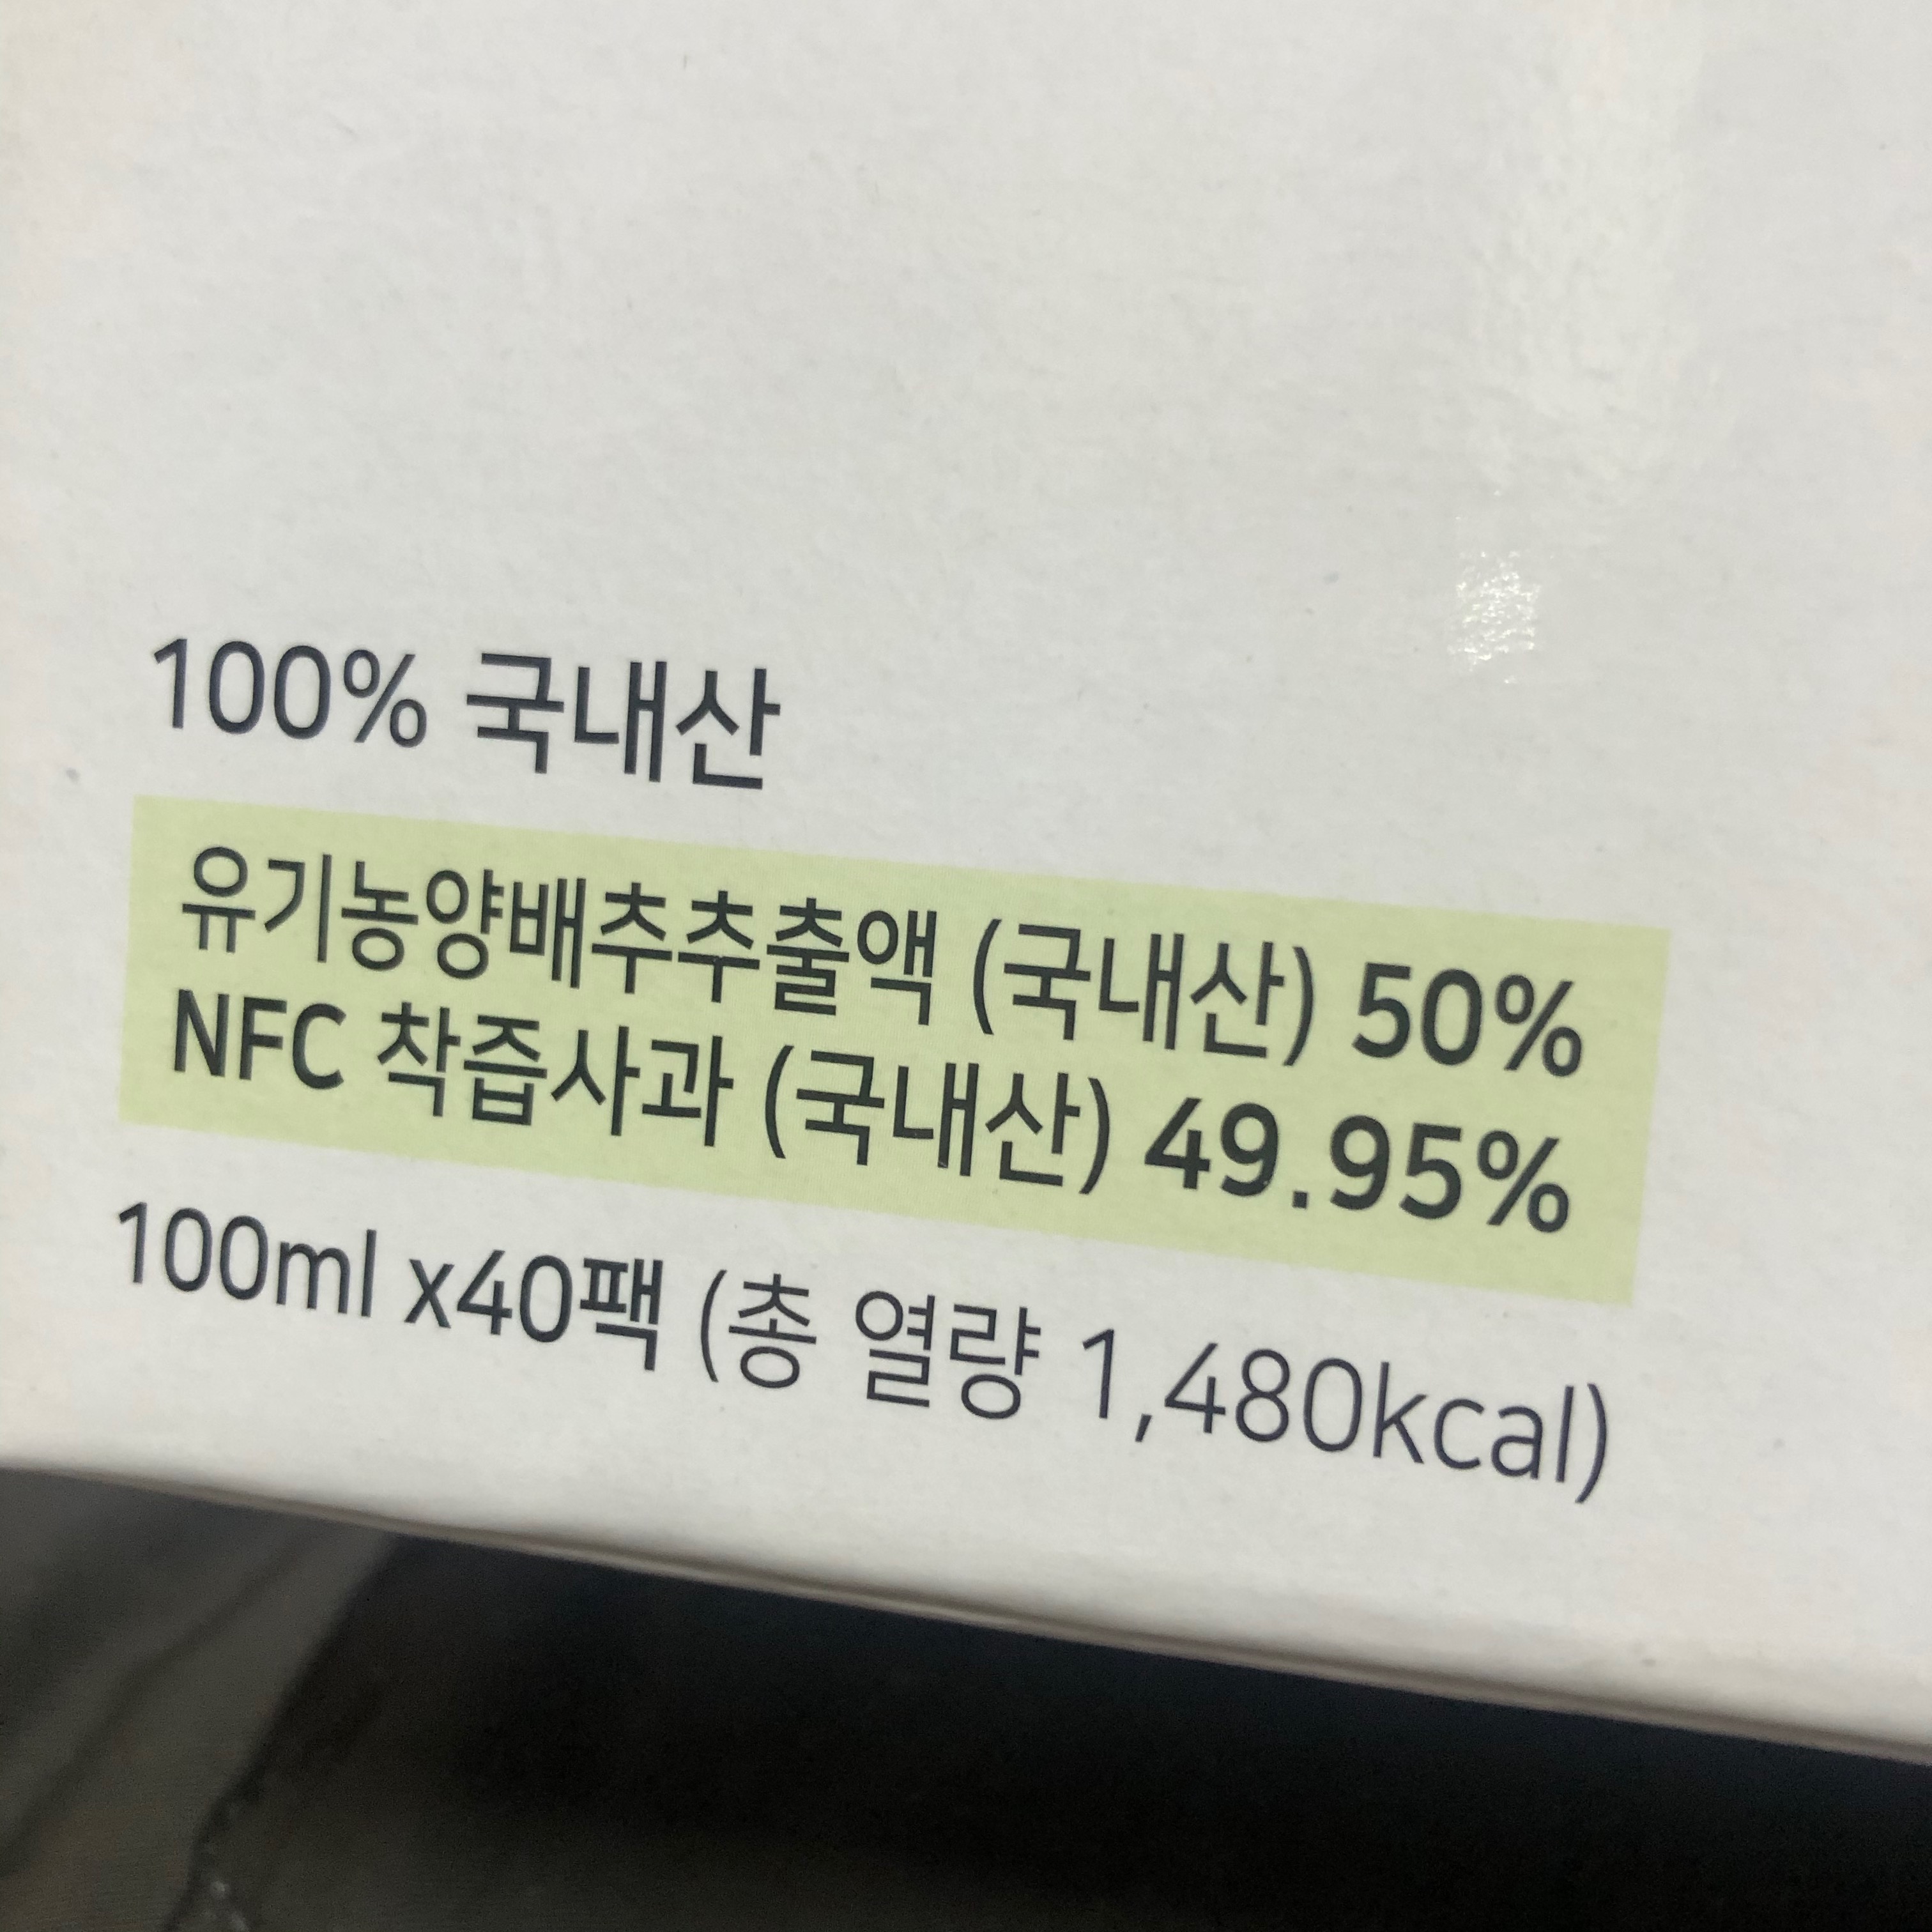 100% 국내산
유기농양배추추출액 (국내산) 50%
NFC 착즙사과 (국내산) 49.95%
100ml x40팩 (총 열량 1,480kcal)